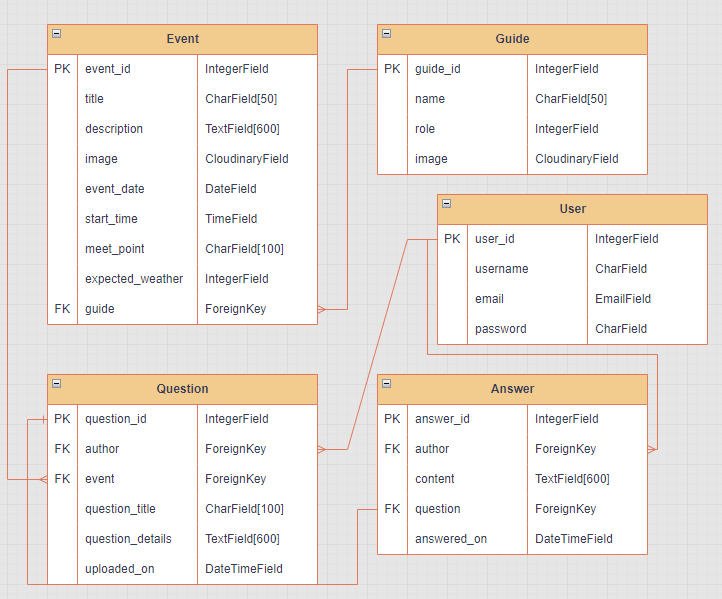 Event
PK event_id IntegerField
title CharField[50]
description TextField[600]
image CloudinaryField
event_date DateField
start_time TimeField
meet_point CharField[100]
expected_weather IntegerField
FK guide ForeignKey
Guide
PK guide_id IntegerField
name CharField[50]
role IntegerField
image CloudinaryField
User
PK user_id IntegerField
username CharField
email EmailField
password CharField
Question
PK question_id IntegerField
FK author ForeignKey
FK event ForeignKey
question_title CharField[100]
question_details TextField[600]
uploaded_on DateTimeField
Answer
PK answer_id IntegerField
FK author ForeignKey
content TextField[600]
FK question ForeignKey
answered_on DateTimeField